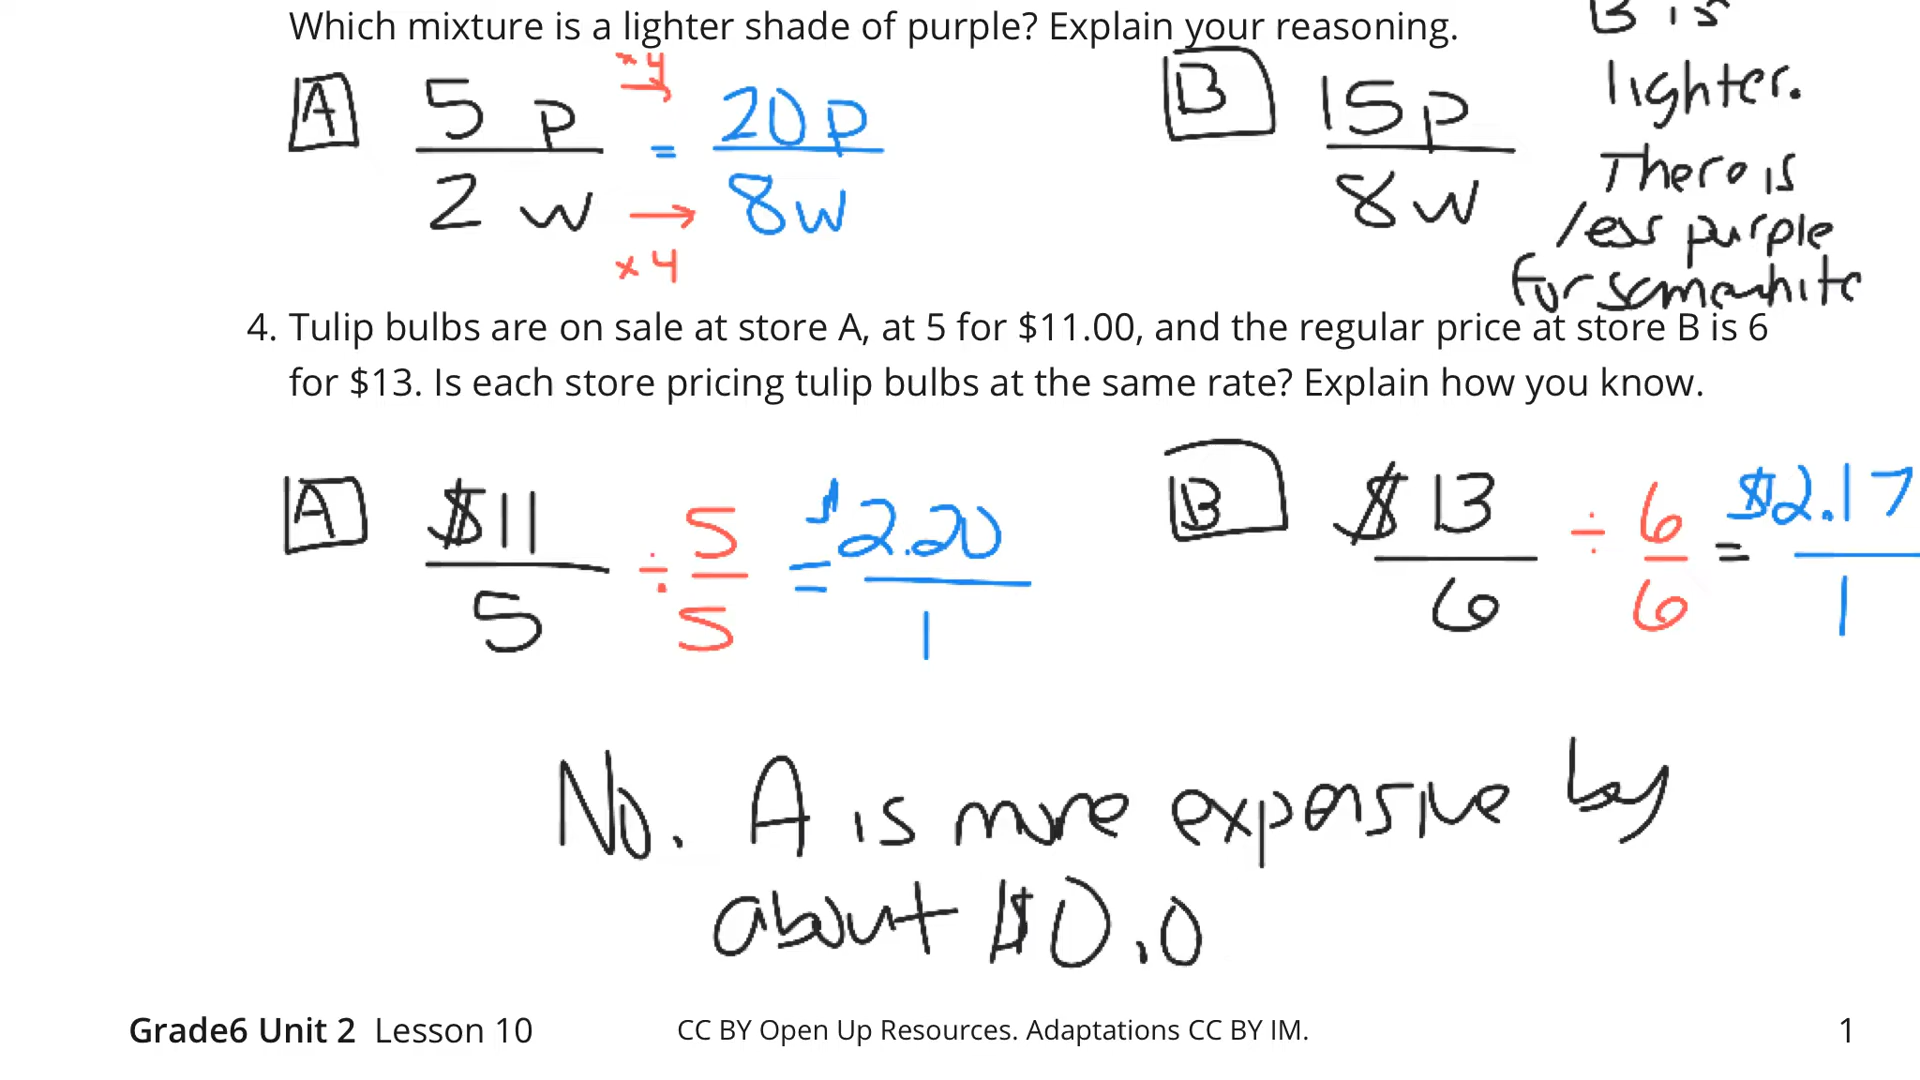 Which mixture is a lighter shade of purple? Explain your reasoning.
B is
lighter.
There is
less purple
for same white
A 5 p / 2 w = 20 p / 8 w
×4
×4
B 15 p / 8 w
4. Tulip bulbs are on sale at store A, at 5 for $11.00, and the regular price at store B is 6
for $13. Is each store pricing tulip bulbs at the same rate? Explain how you know.
A $11 / 5 ÷ 5 / 5 = $2.20 / 1
B $13 / 6 ÷ 6 / 6 = $2.17 / 1
No. A is more expensive by
about $0.0
Grade6 Unit 2 Lesson 10
CC BY Open Up Resources. Adaptations CC BY IM.
1